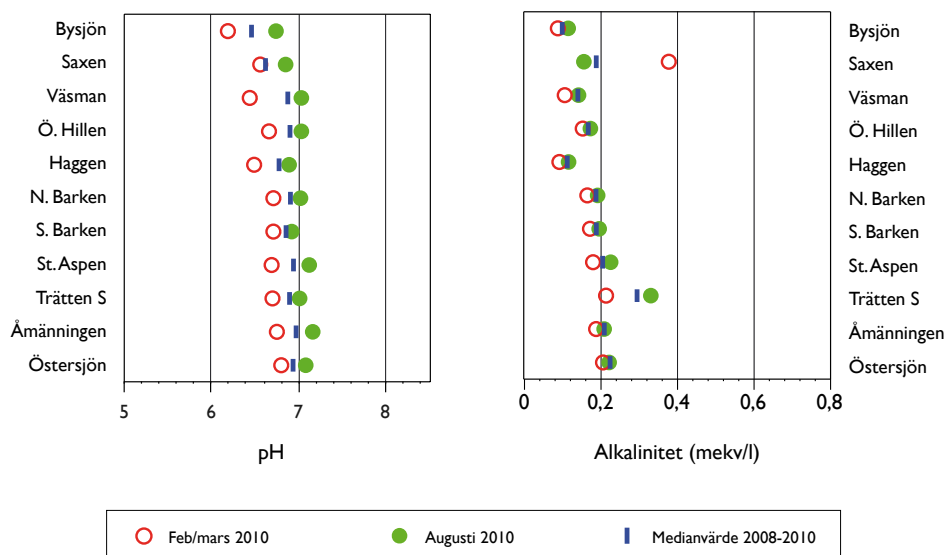 Bysjön
Saxen
Väsman
Ö. Hillen
Haggen
N. Barken
S. Barken
St. Aspen
Trätten S
Åmänningen
Östersjön
5 6 7 8
pH
Bysjön
Saxen
Väsman
Ö. Hillen
Haggen
N. Barken
S. Barken
St. Aspen
Trätten S
Åmänningen
Östersjön
0 0,2 0,4 0,6 0,8
Alkalinitet (mekv/l)
Feb/mars 2010 Augusti 2010 Medianvärde 2008-2010